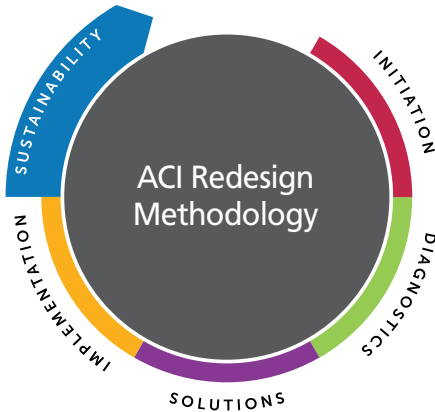 ACI Redesign
Methodology
INITIATION
DIAGNOSTICS
SOLUTIONS
IMPLEMENTATION
SUSTAINABILITY